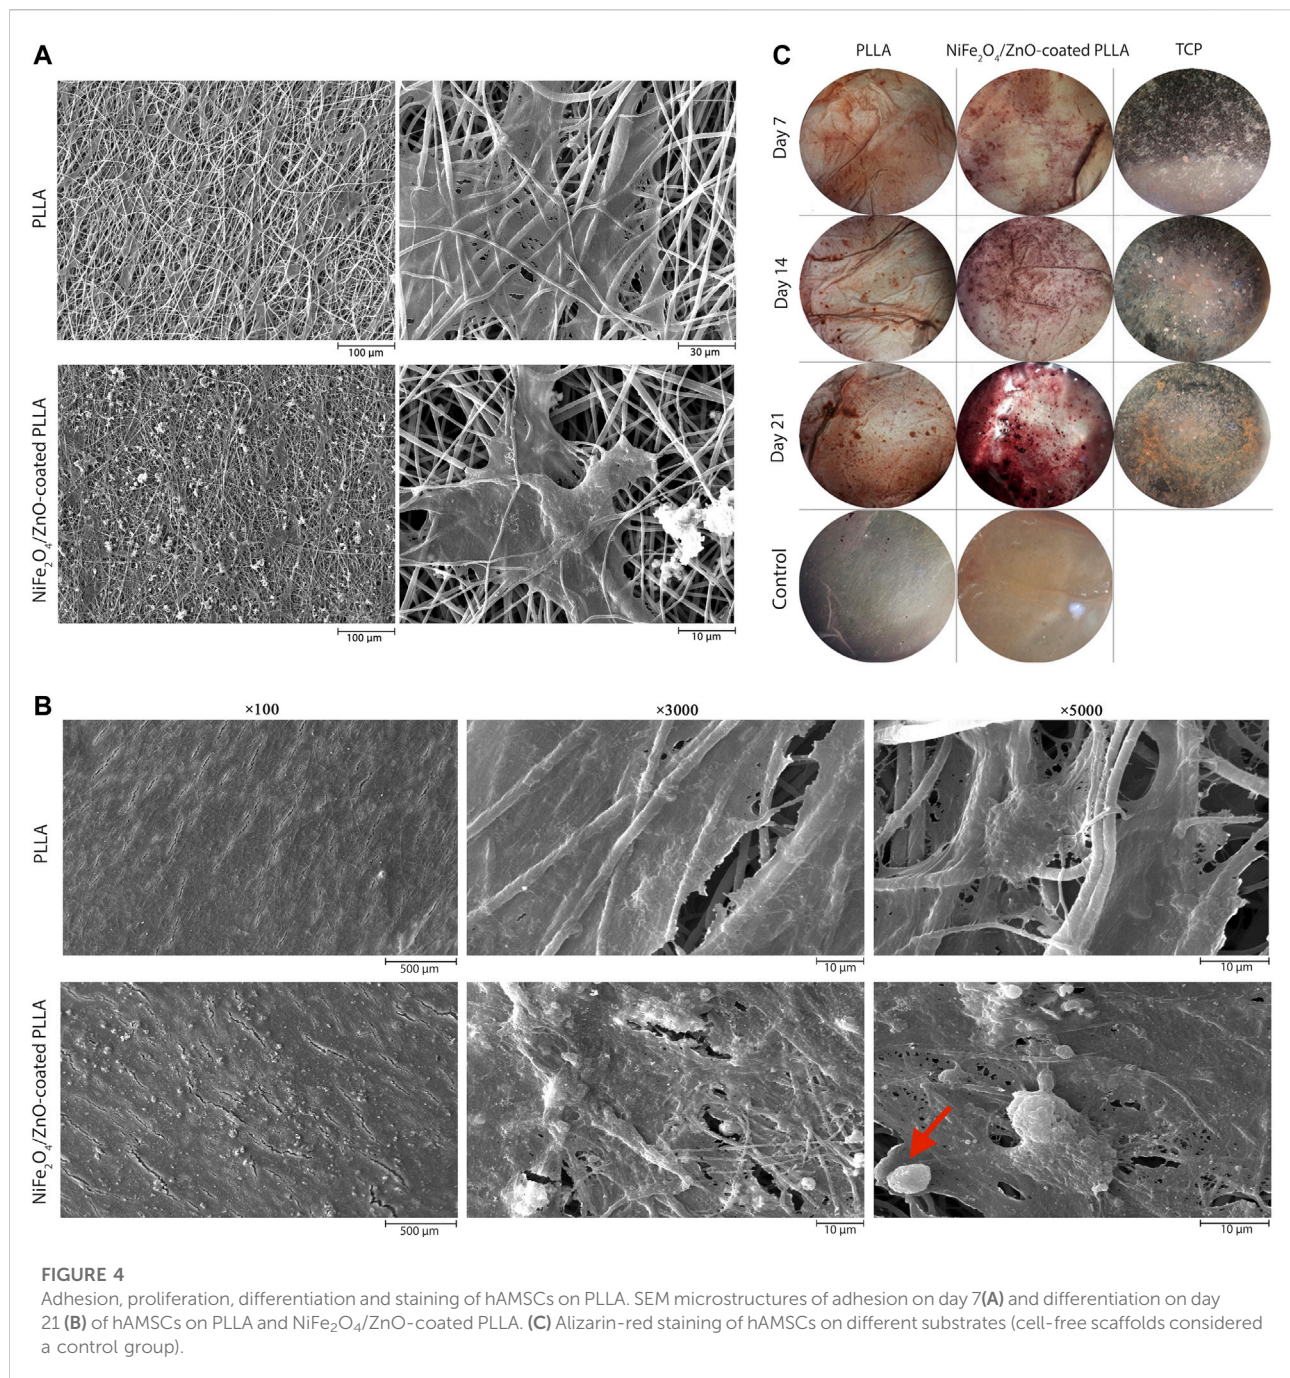 A
PLLA
100 µm
30 µm
NiFe₂O₄/ZnO-coated PLLA
100 µm
10 µm
C
PLLA
NiFe₂O₄/ZnO-coated PLLA
TCP
Day 7
Day 14
Day 21
Control
B
×100
×3000
×5000
PLLA
500 µm
10 µm
10 µm
NiFe₂O₄/ZnO-coated PLLA
500 µm
10 µm
10 µm
FIGURE 4
Adhesion, proliferation, differentiation and staining of hAMSCs on PLLA. SEM microstructures of adhesion on day 7(A) and differentiation on day
21 (B) of hAMSCs on PLLA and NiFe₂O₄/ZnO-coated PLLA. (C) Alizarin-red staining of hAMSCs on different substrates (cell-free scaffolds considered
a control group).